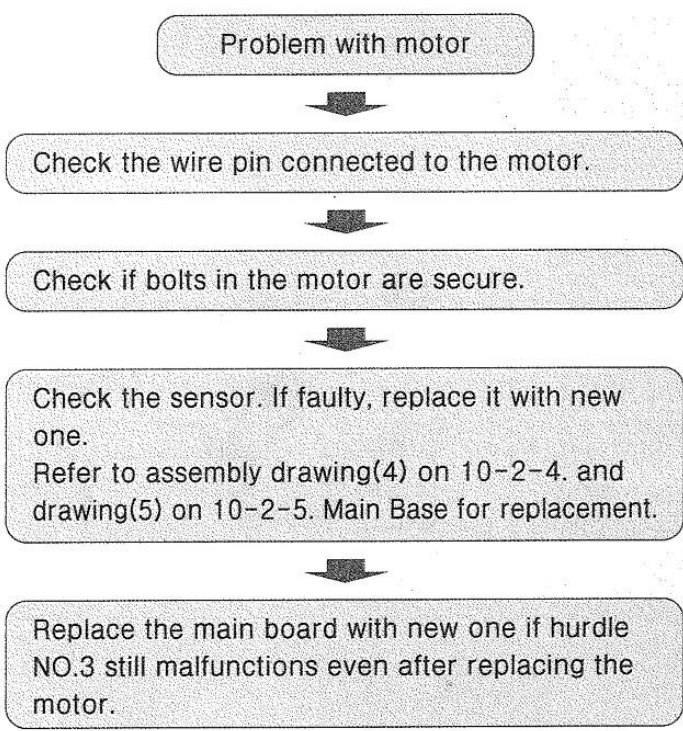 Problem with motor
Check the wire pin connected to the motor.
Check if bolts in the motor are secure.
Check the sensor. If faulty, replace it with new
one.
Refer to assembly drawing(4) on 10-2-4. and
drawing(5) on 10-2-5. Main Base for replacement.
Replace the main board with new one if hurdle
NO.3 still malfunctions even after replacing the
motor.